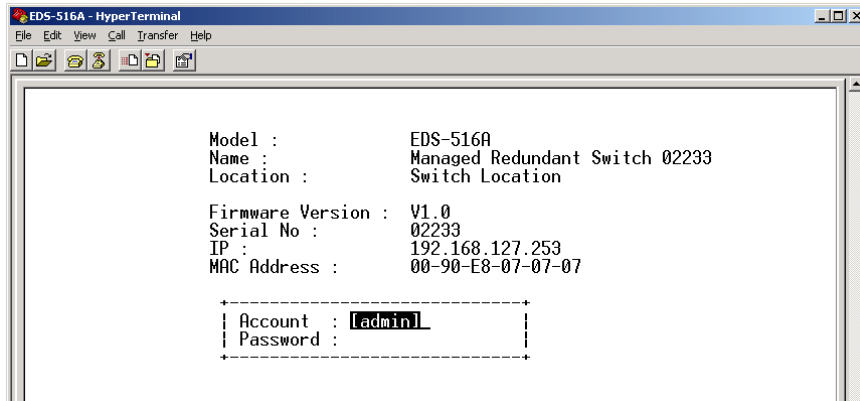 EDS-516A - HyperTerminal
File Edit View Call Transfer Help
Model : EDS-516A
Name : Managed Redundant Switch 02233
Location : Switch Location
Firmware Version : V1.0
Serial No : 02233
IP : 192.168.127.253
MAC Address : 00-90-E8-07-07-07
+-----------------------------+
| Account : [admin]_ |
| Password : |
+-----------------------------+